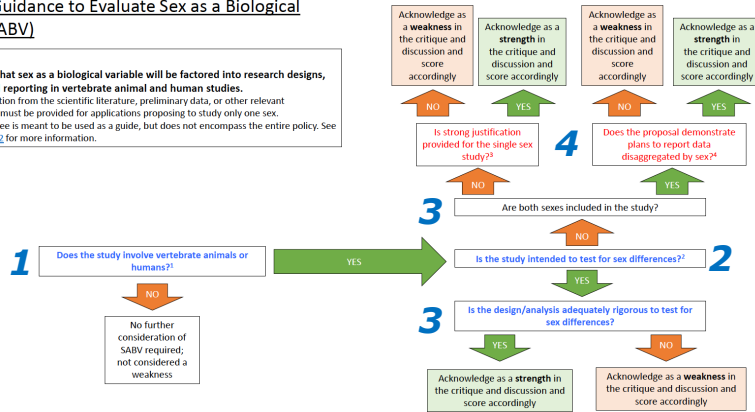 Guidance to Evaluate Sex as a Biological
ABV)
hat sex as a biological variable will be factored into research designs,
reporting in vertebrate animal and human studies.
tion from the scientific literature, preliminary data, or other relevant
must be provided for applications proposing to study only one sex.
ee is meant to be used as a guide, but does not encompass the entire policy. See
2 for more information.
Acknowledge as
a weakness in
the critique and
discussion and
score
accordingly
Acknowledge as a
strength in
the critique and
discussion and
score
accordingly
Acknowledge as
a weakness in
the critique and
discussion and
score
accordingly
Acknowledge as a
strength in
the critique and
discussion and
score
accordingly
NO
YES
NO
YES
Is strong justification
provided for the single sex
study?³
4
Does the proposal demonstrate
plans to report data
disaggregated by sex?⁴
NO
YES
3
Are both sexes included in the study?
NO
1
Does the study involve vertebrate animals or
humans?¹
YES
Is the study intended to test for sex differences?²
2
NO
YES
No further
consideration of
SABV required;
not considered a
weakness
3
Is the design/analysis adequately rigorous to test for
sex differences?
YES
NO
Acknowledge as a strength in
the critique and discussion and
score accordingly
Acknowledge as a weakness in
the critique and discussion and
score accordingly